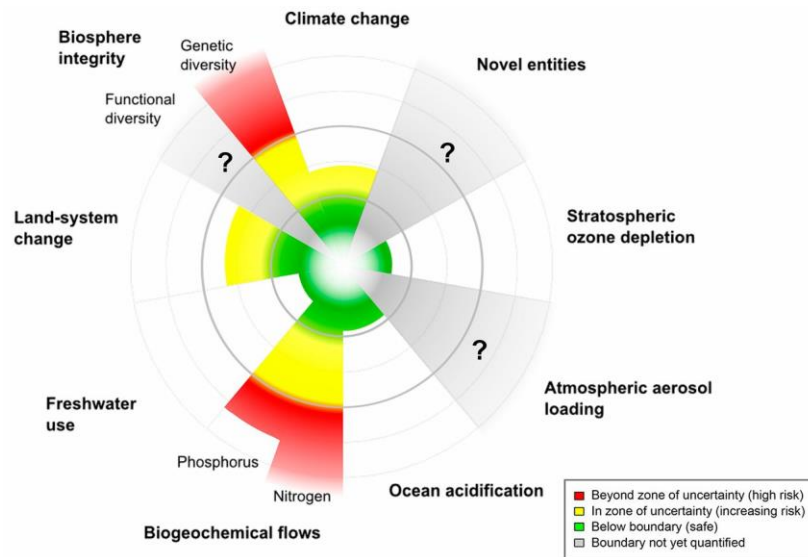 Climate change
Biosphere
integrity
Genetic
diversity
Novel entities
Functional
diversity
?
?
Land-system
change
Stratospheric
ozone depletion
?
Freshwater
use
Atmospheric aerosol
loading
Phosphorus
Nitrogen
Ocean acidification
Biogeochemical flows
Beyond zone of uncertainty (high risk)
In zone of uncertainty (increasing risk)
Below boundary (safe)
Boundary not yet quantified